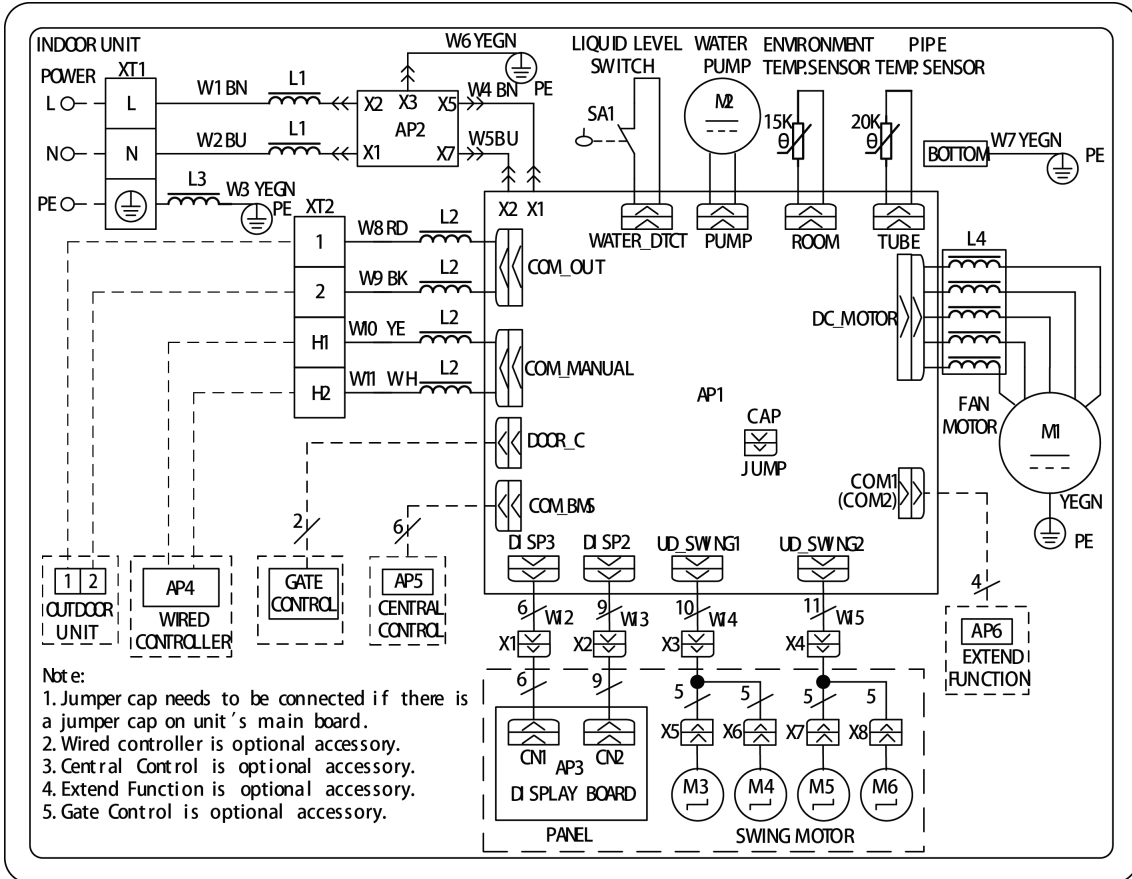 INDOOR UNIT
POWER
XT1
L
L
N
N
PE
W1 BN
L1
W2 BU
L1
L3
W3 YEGN
PE
W6 YEGN
PE
X2
X3
X5
AP2
X1
X7
W4 BN
W5 BU
LIQUID LEVEL
SWITCH
SA1
WATER
PUMP
M2
ENVIRONMENT
TEMP.SENSOR
15K
θ
PIPE
TEMP. SENSOR
20K
θ
BOTTOM
W7 YEGN
PE
XT2
1
2
H1
H2
W8 RD
L2
W9 BK
L2
W10 YE
L2
W11 WH
L2
X2
X1
WATER_DTCT
PUMP
ROOM
TUBE
COM_OUT
COM_MANUAL
DOOR_C
COM_BMS
AP1
CAP
JUMP
DC_MOTOR
L4
FAN
MOTOR
M1
YEGN
PE
COM1
(COM2)
4
AP6
EXTEND
FUNCTION
2
6
1
2
OUTDOOR
UNIT
AP4
WIRED
CONTROLLER
GATE
CONTROL
AP5
CENTRAL
CONTROL
DISP3
DISP2
UD_SWING1
UD_SWING2
6
W12
9
W13
10
W14
11
W15
X1
X2
X3
X4
6
9
5
5
5
5
X5
X6
X7
X8
CN1
CN2
AP3
DISPLAY BOARD
PANEL
M3
M4
M5
M6
SWING MOTOR
Note:
1. Jumper cap needs to be connected if there is
a jumper cap on unit´s main board.
2. Wired controller is optional accessory.
3. Central Control is optional accessory.
4. Extend Function is optional accessory.
5. Gate Control is optional accessory.